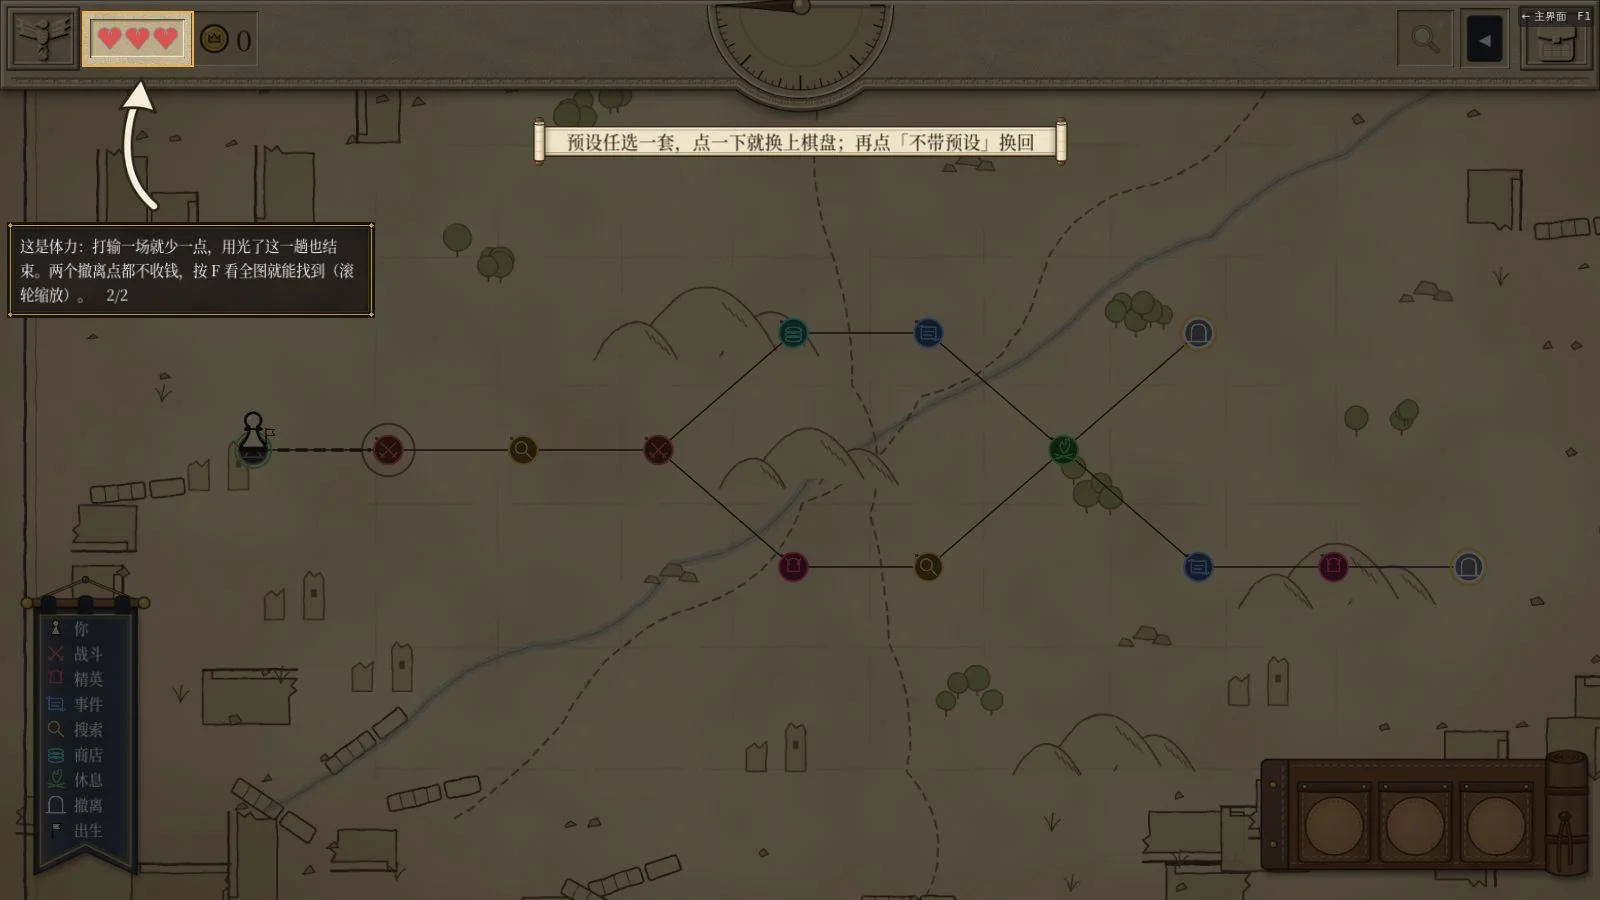 0
← 主界面 F1
预设任选一套，点一下就换上棋盘；再点「不带预设」换回
这是体力：打输一场就少一点，用光了这一趟也结
束。两个撤离点都不收钱，按 F 看全图就能找到（滚
轮缩放）。 2/2
你
战斗
精英
事件
搜索
商店
休息
撤离
出生